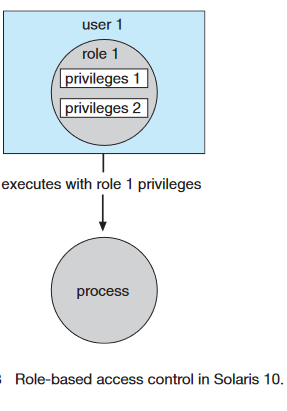 user 1
role 1
privileges 1
privileges 2
executes with role 1 privileges
process
Role-based access control in Solaris 10.